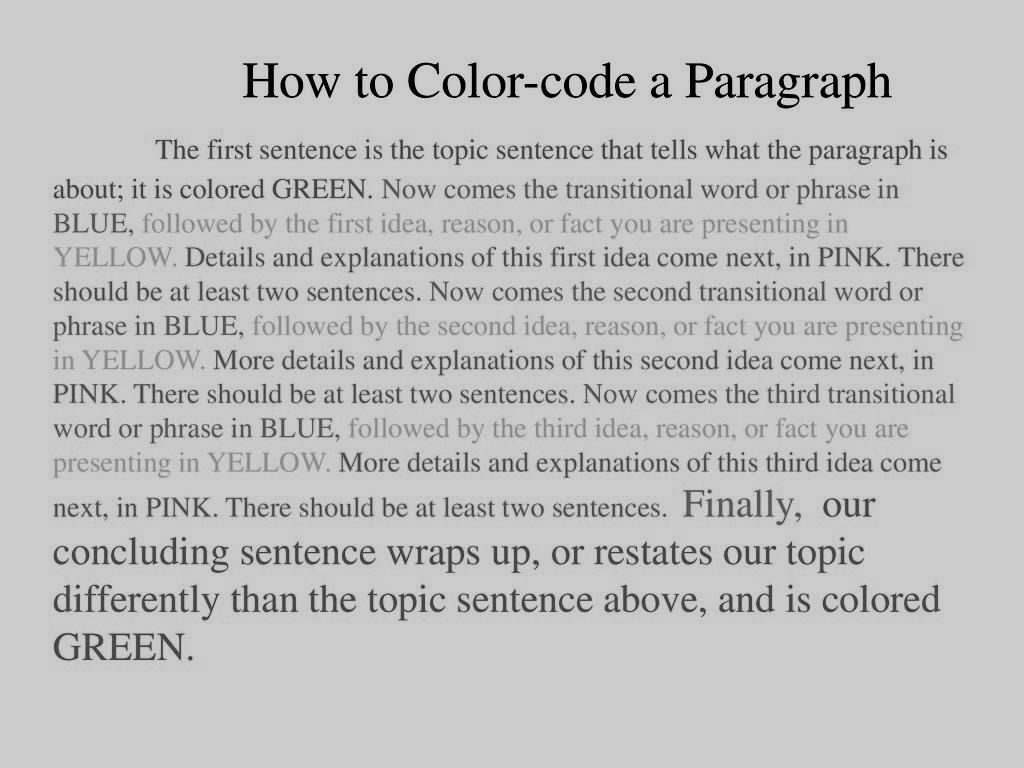 How to Color-code a Paragraph
The first sentence is the topic sentence that tells what the paragraph is
about; it is colored GREEN. Now comes the transitional word or phrase in
BLUE, followed by the first idea, reason, or fact you are presenting in
YELLOW. Details and explanations of this first idea come next, in PINK. There
should be at least two sentences. Now comes the second transitional word or
phrase in BLUE, followed by the second idea, reason, or fact you are presenting
in YELLOW. More details and explanations of this second idea come next, in
PINK. There should be at least two sentences. Now comes the third transitional
word or phrase in BLUE, followed by the third idea, reason, or fact you are
presenting in YELLOW. More details and explanations of this third idea come
next, in PINK. There should be at least two sentences. Finally, our
concluding sentence wraps up, or restates our topic
differently than the topic sentence above, and is colored
GREEN.